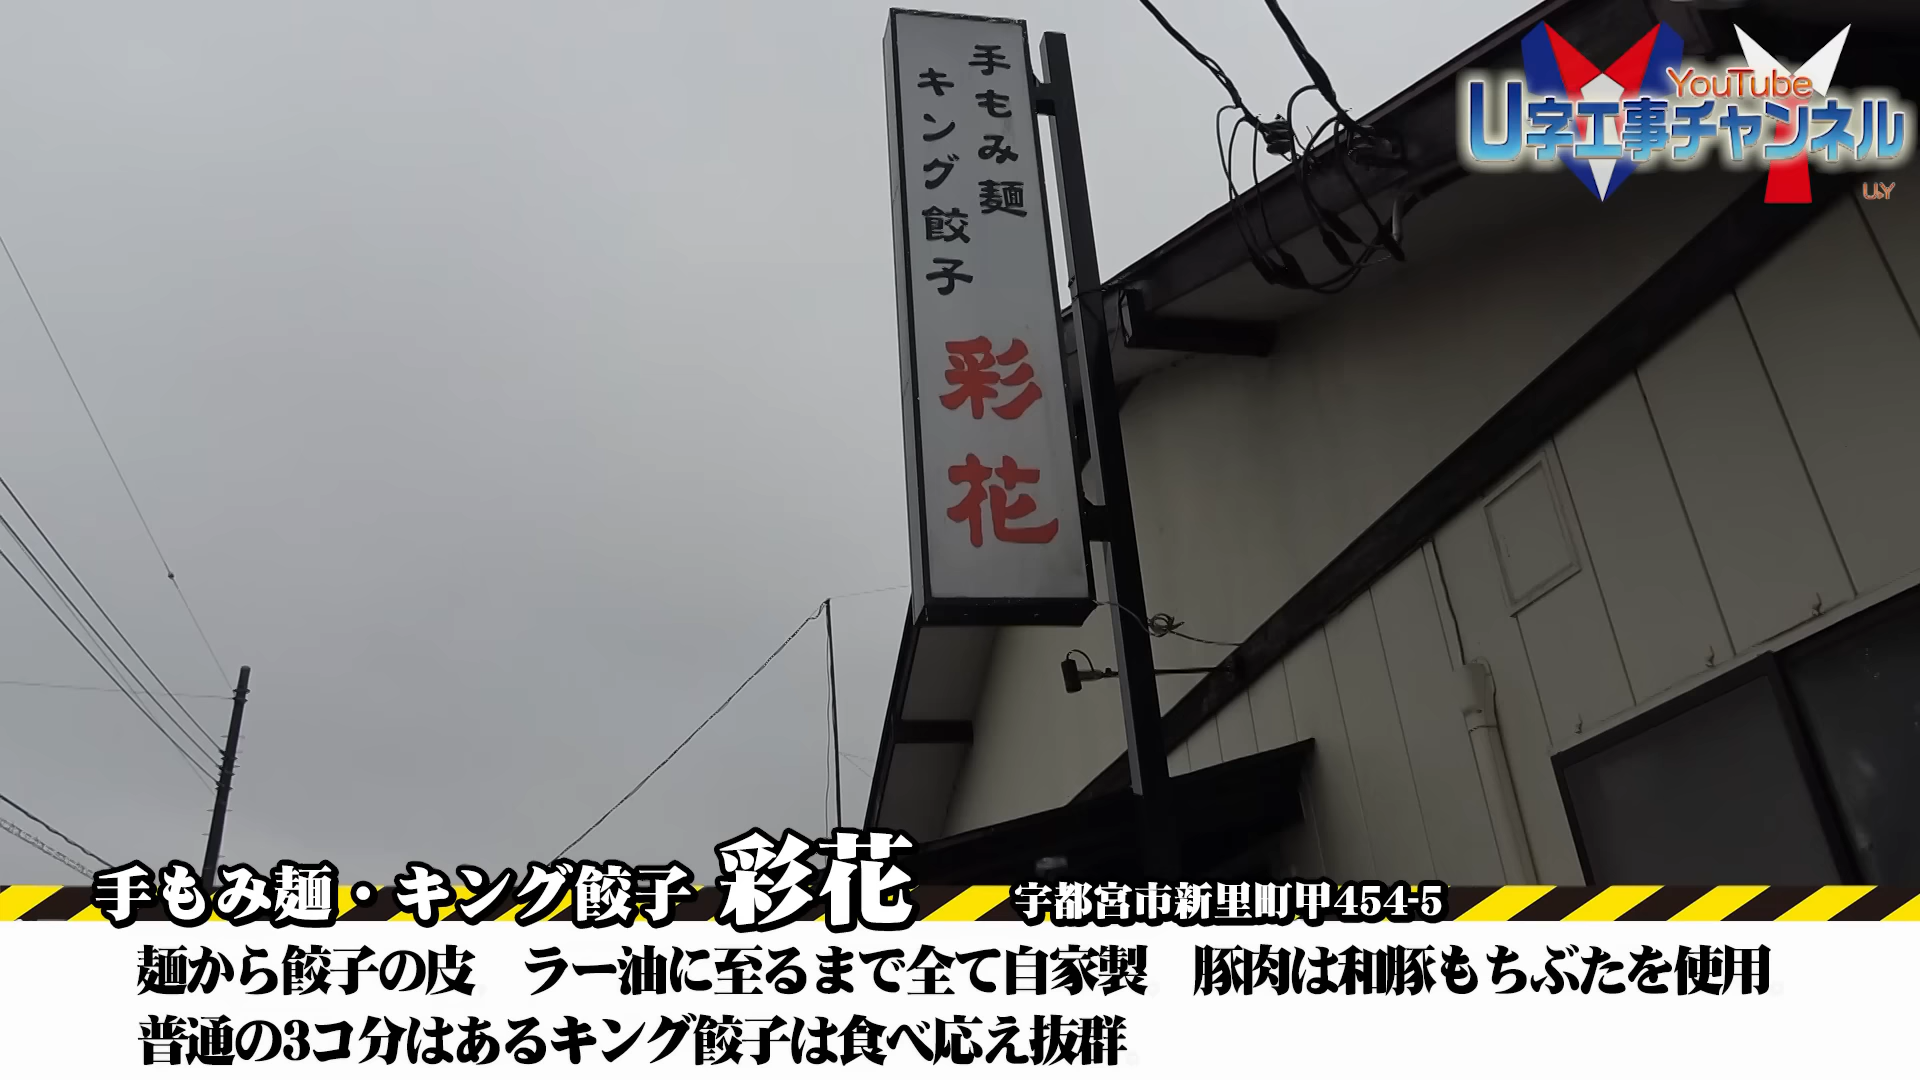 手もみ麺
キング餃子
彩花
YouTube
U字工事チャンネル
U&Y
手もみ麺・キング餃子 彩花
宇都宮市新里町甲454-5
麺から餃子の皮 ラー油に至るまで全て自家製 豚肉は和豚もちぶたを使用
普通の3コ分はあるキング餃子は食べ応え抜群